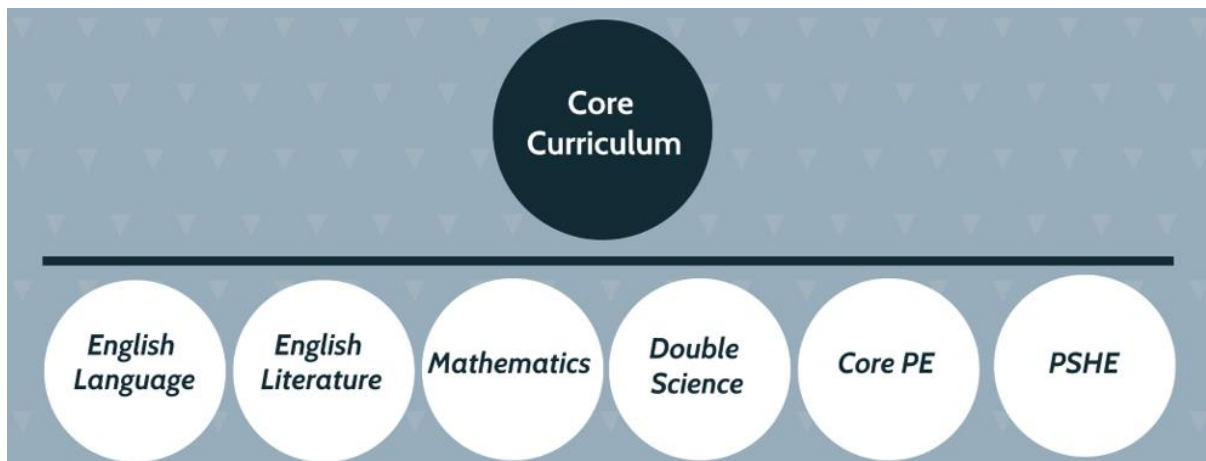 Core
Curriculum
English
Language
English
Literature
Mathematics
Double
Science
Core PE
PSHE